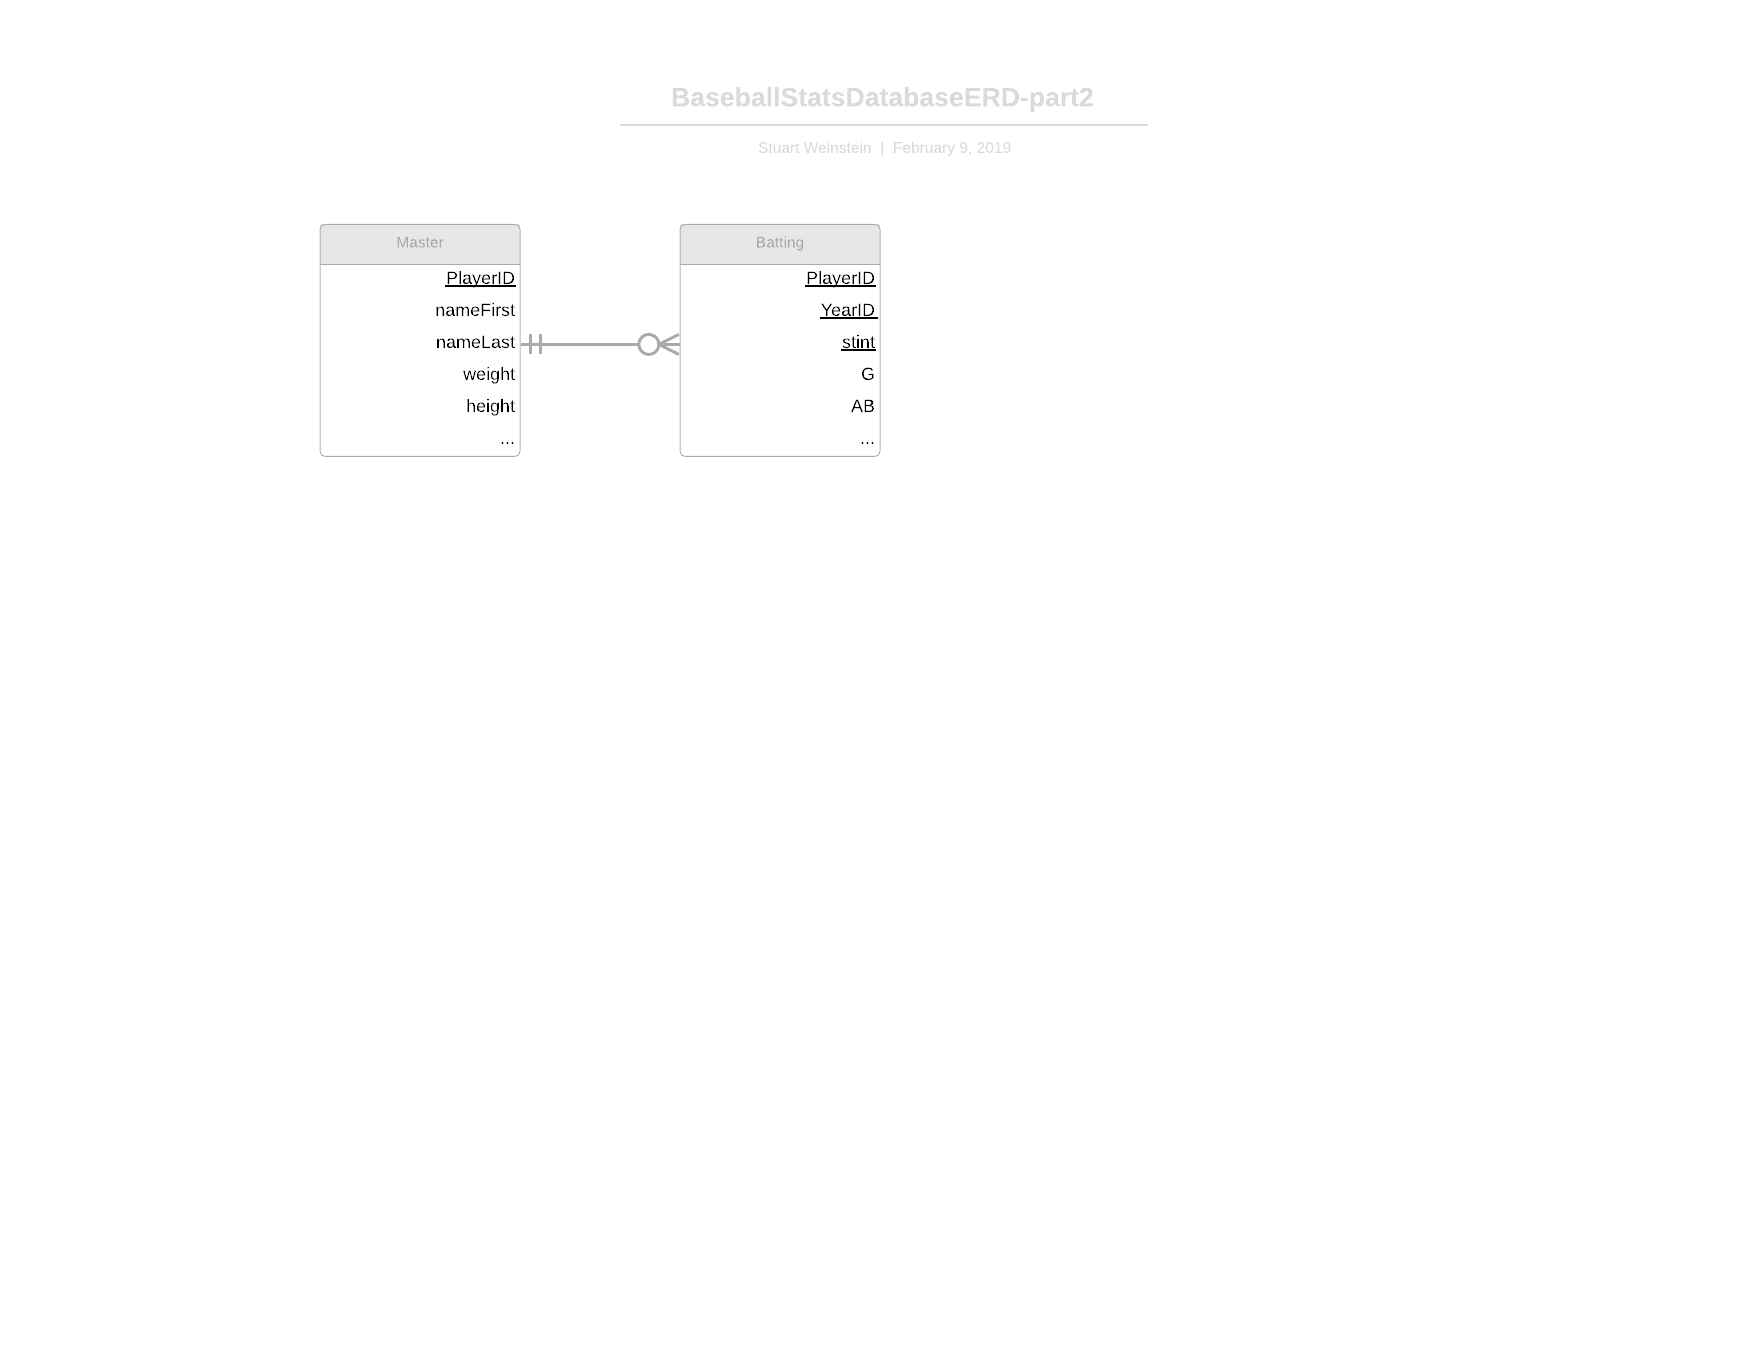 BaseballStatsDatabaseERD-part2
Stuart Weinstein | February 9, 2019
Master
PlayerID
nameFirst
nameLast
weight
height
...
Batting
PlayerID
YearID
stint
G
AB
...